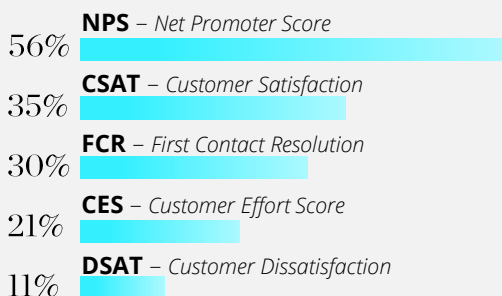 NPS – Net Promoter Score
56%
CSAT – Customer Satisfaction
35%
FCR – First Contact Resolution
30%
CES – Customer Effort Score
21%
DSAT – Customer Dissatisfaction
11%